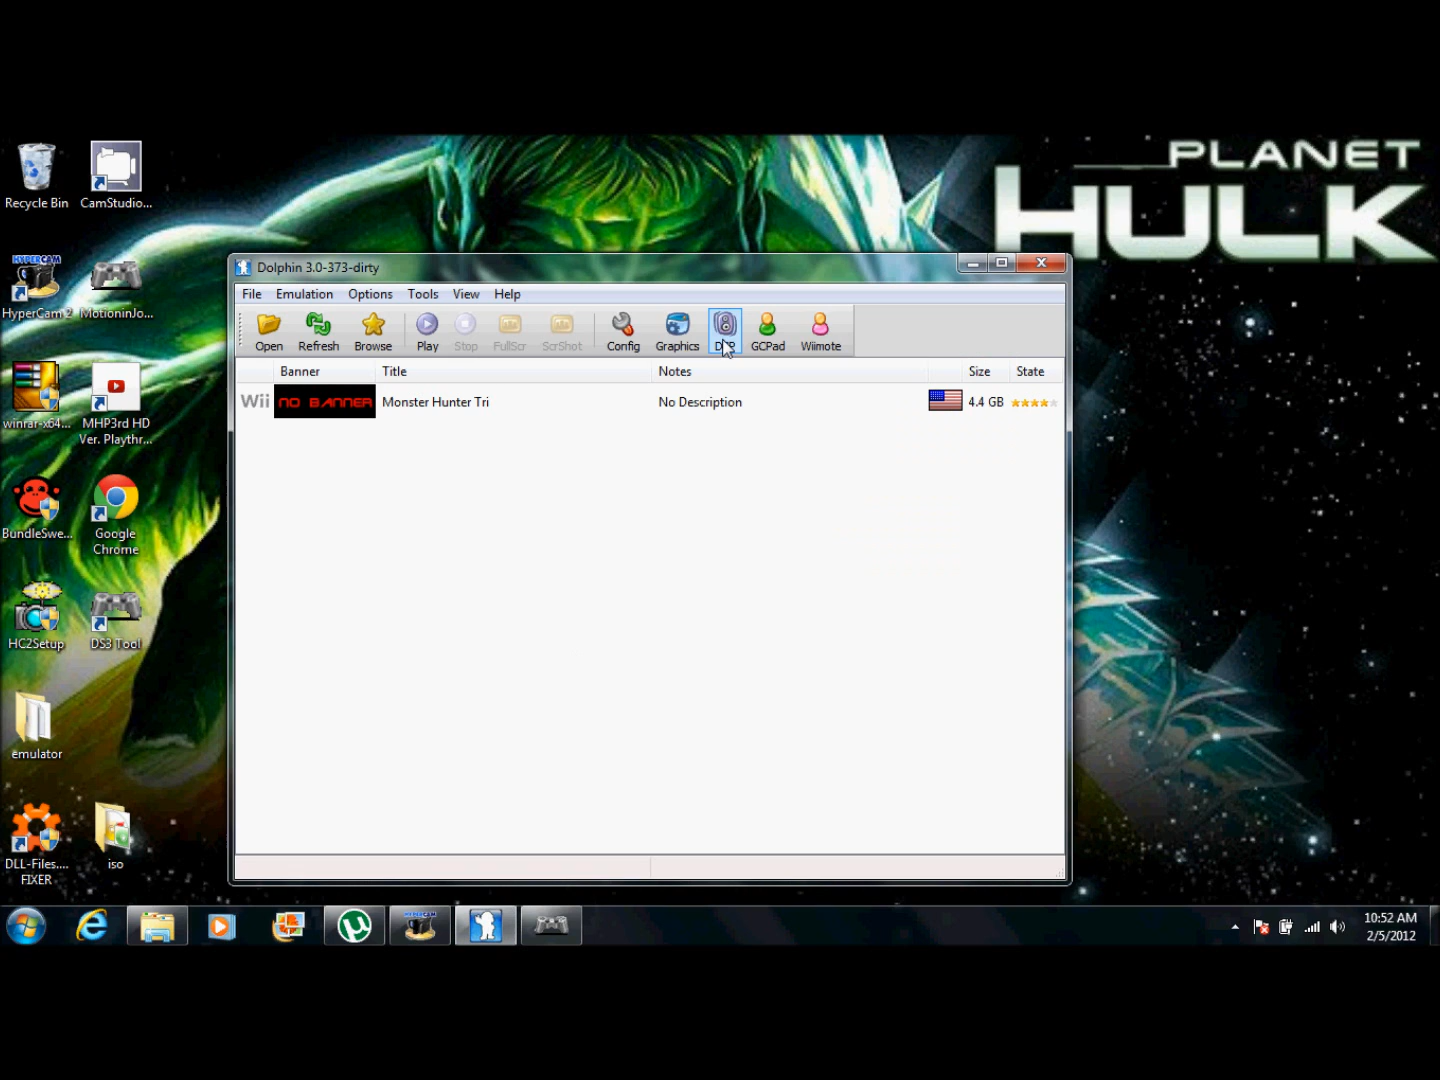 PLANET
HULK
Recycle Bin
CamStudio...
HYPERCAM
HyperCam 2
MotioninJo...
winrar-x64...
MHP3rd HD
Ver. Playthr...
BundleSwe...
Google
Chrome
HC2Setup
DS3 Tool
emulator
DLL-Files....
FIXER
iso
Dolphin 3.0-373-dirty
File Emulation Options Tools View Help
Open Refresh Browse Play Stop FullScr ScrShot Config Graphics DSP GCPad Wiimote
Banner Title Notes Size State
Wii NO BANNER Monster Hunter Tri No Description 4.4 GB
HYPERCAM
10:52 AM
2/5/2012